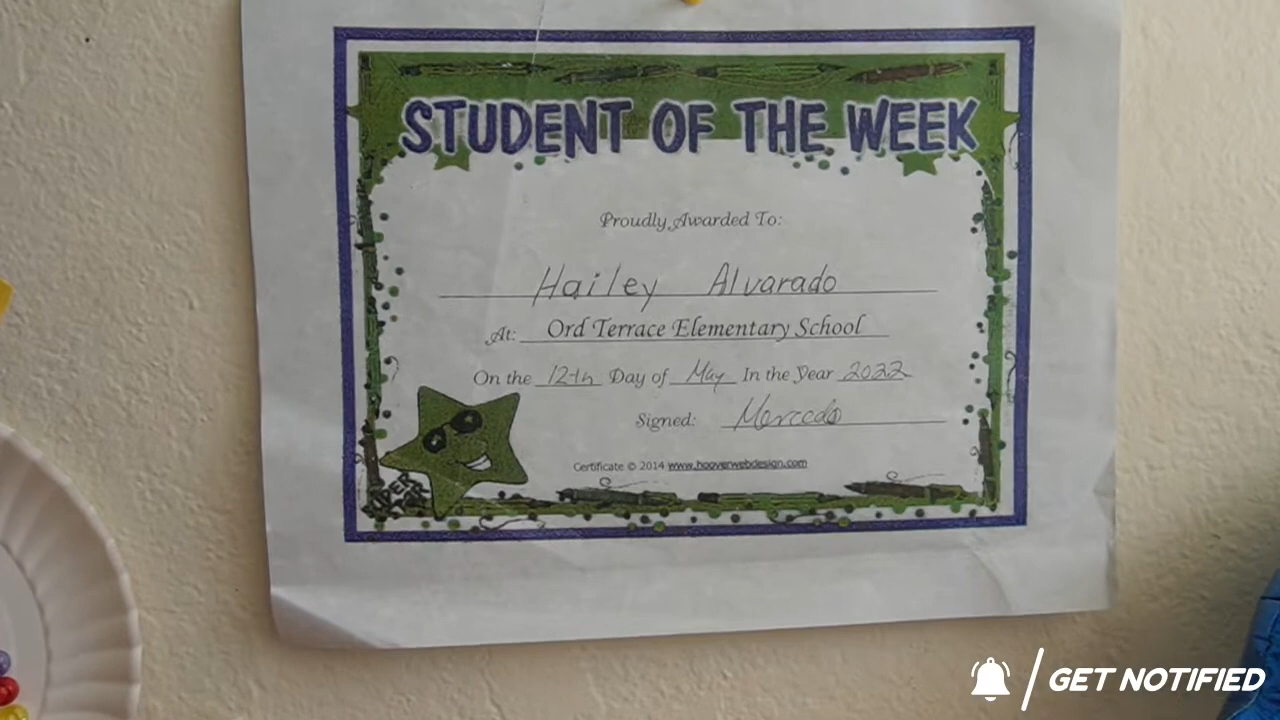 STUDENT OF THE WEEK
Proudly Awarded To:
Hailey Alvarado
At: Ord Terrace Elementary School
On the 12th Day of May In the Year 2022
Signed: Mercedo
Certificate © 2014 www.hooverwebdesign.com
GET NOTIFIED